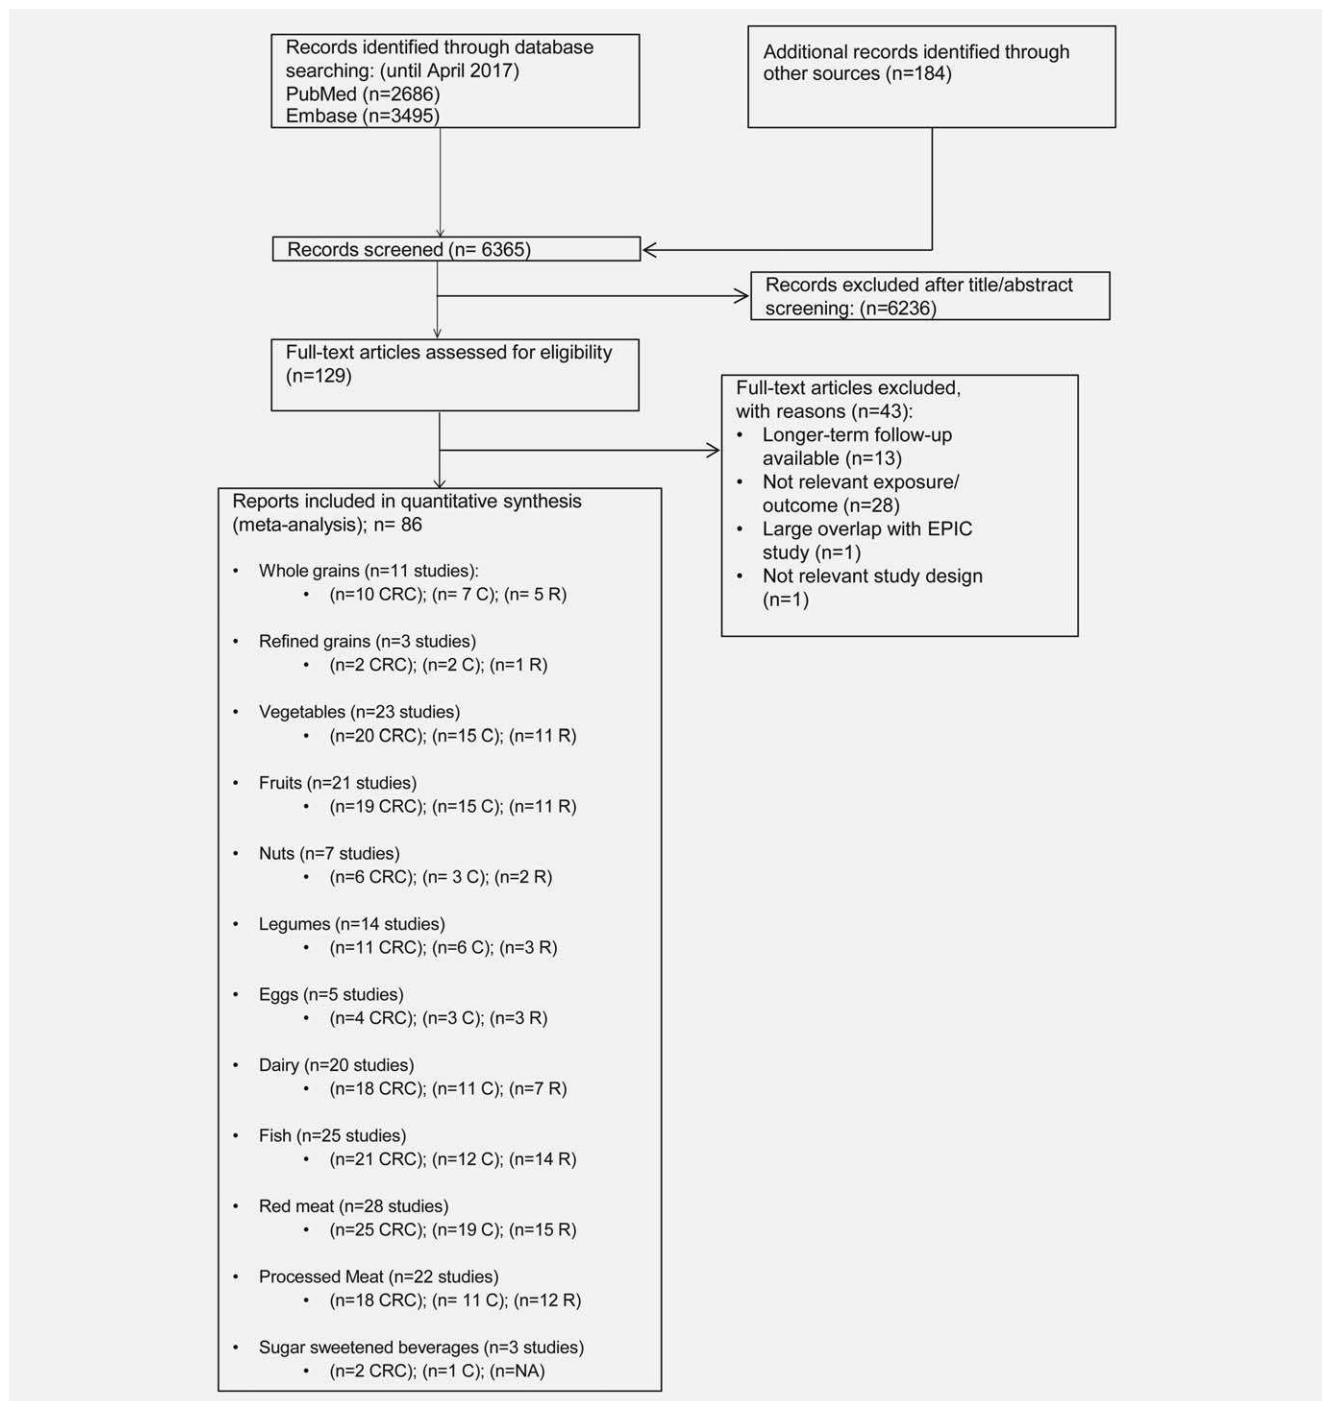 Records identified through database
searching: (until April 2017)
PubMed (n=2686)
Embase (n=3495)
Additional records identified through
other sources (n=184)
Records screened (n= 6365)
Records excluded after title/abstract
screening: (n=6236)
Full-text articles assessed for eligibility
(n=129)
Full-text articles excluded,
with reasons (n=43):
• Longer-term follow-up
available (n=13)
• Not relevant exposure/
outcome (n=28)
• Large overlap with EPIC
study (n=1)
• Not relevant study design
(n=1)
Reports included in quantitative synthesis
(meta-analysis); n= 86
• Whole grains (n=11 studies):
• (n=10 CRC); (n= 7 C); (n= 5 R)
• Refined grains (n=3 studies)
• (n=2 CRC); (n=2 C); (n=1 R)
• Vegetables (n=23 studies)
• (n=20 CRC); (n=15 C); (n=11 R)
• Fruits (n=21 studies)
• (n=19 CRC); (n=15 C); (n=11 R)
• Nuts (n=7 studies)
• (n=6 CRC); (n= 3 C); (n=2 R)
• Legumes (n=14 studies)
• (n=11 CRC); (n=6 C); (n=3 R)
• Eggs (n=5 studies)
• (n=4 CRC); (n=3 C); (n=3 R)
• Dairy (n=20 studies)
• (n=18 CRC); (n=11 C); (n=7 R)
• Fish (n=25 studies)
• (n=21 CRC); (n=12 C); (n=14 R)
• Red meat (n=28 studies)
• (n=25 CRC); (n=19 C); (n=15 R)
• Processed Meat (n=22 studies)
• (n=18 CRC); (n= 11 C); (n=12 R)
• Sugar sweetened beverages (n=3 studies)
• (n=2 CRC); (n=1 C); (n=NA)